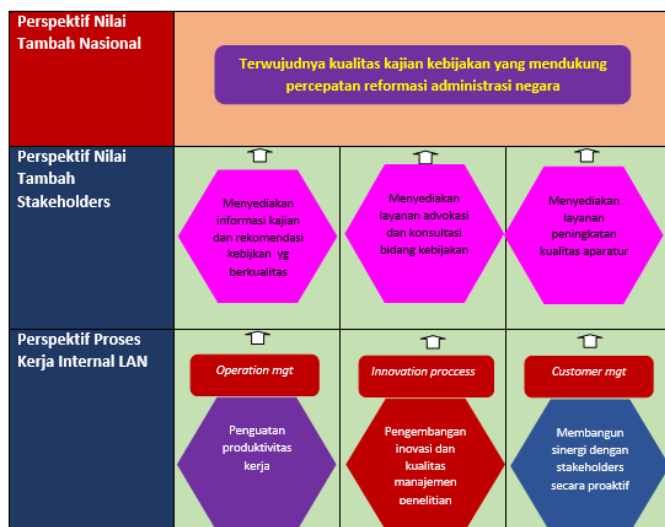 Perspektif Nilai
Tambah Nasional
Terwujudnya kualitas kajian kebijakan yang mendukung
percepatan reformasi administrasi negara
Perspektif Nilai
Tambah
Stakeholders
Menyediakan
informasi kajian
dan rekomendasi
kebijkan yg
berkualitas
Menyediakan
layanan advokasi
dan konsultasi
bidang kebijakan
Menyediakan
layanan
peningkatan
kualitas aparatur
Perspektif Proses
Kerja Internal LAN
Operation mgt
Innovation proccess
Customer mgt
Penguatan
produktivitas
kerja
Pengembangan
inovasi dan
kualitas
manajemen
penelitian
Membangun
sinergi dengan
stakeholders
secara proaktif